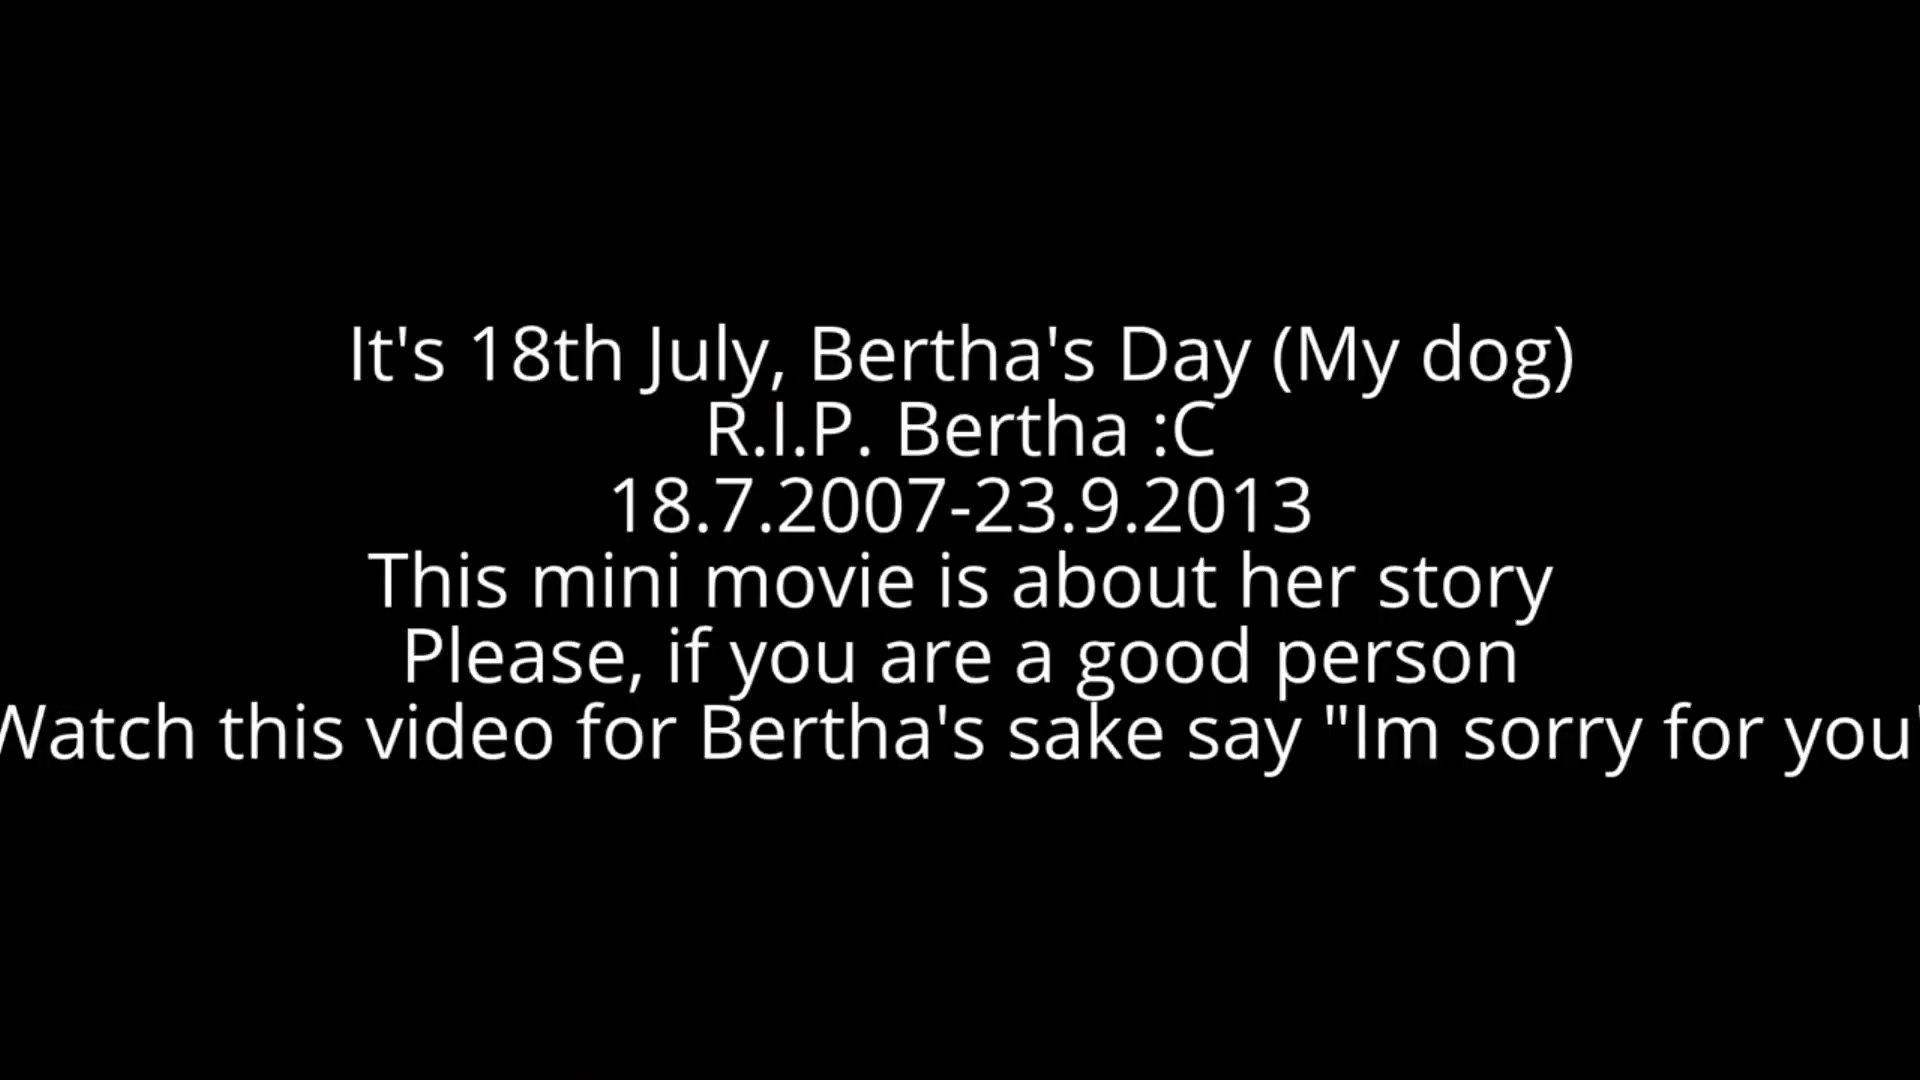 It's 18th July, Bertha's Day (My dog)
R.I.P. Bertha :C
18.7.2007-23.9.2013
This mini movie is about her story
Please, if you are a good person
Watch this video for Bertha's sake say "Im sorry for you"